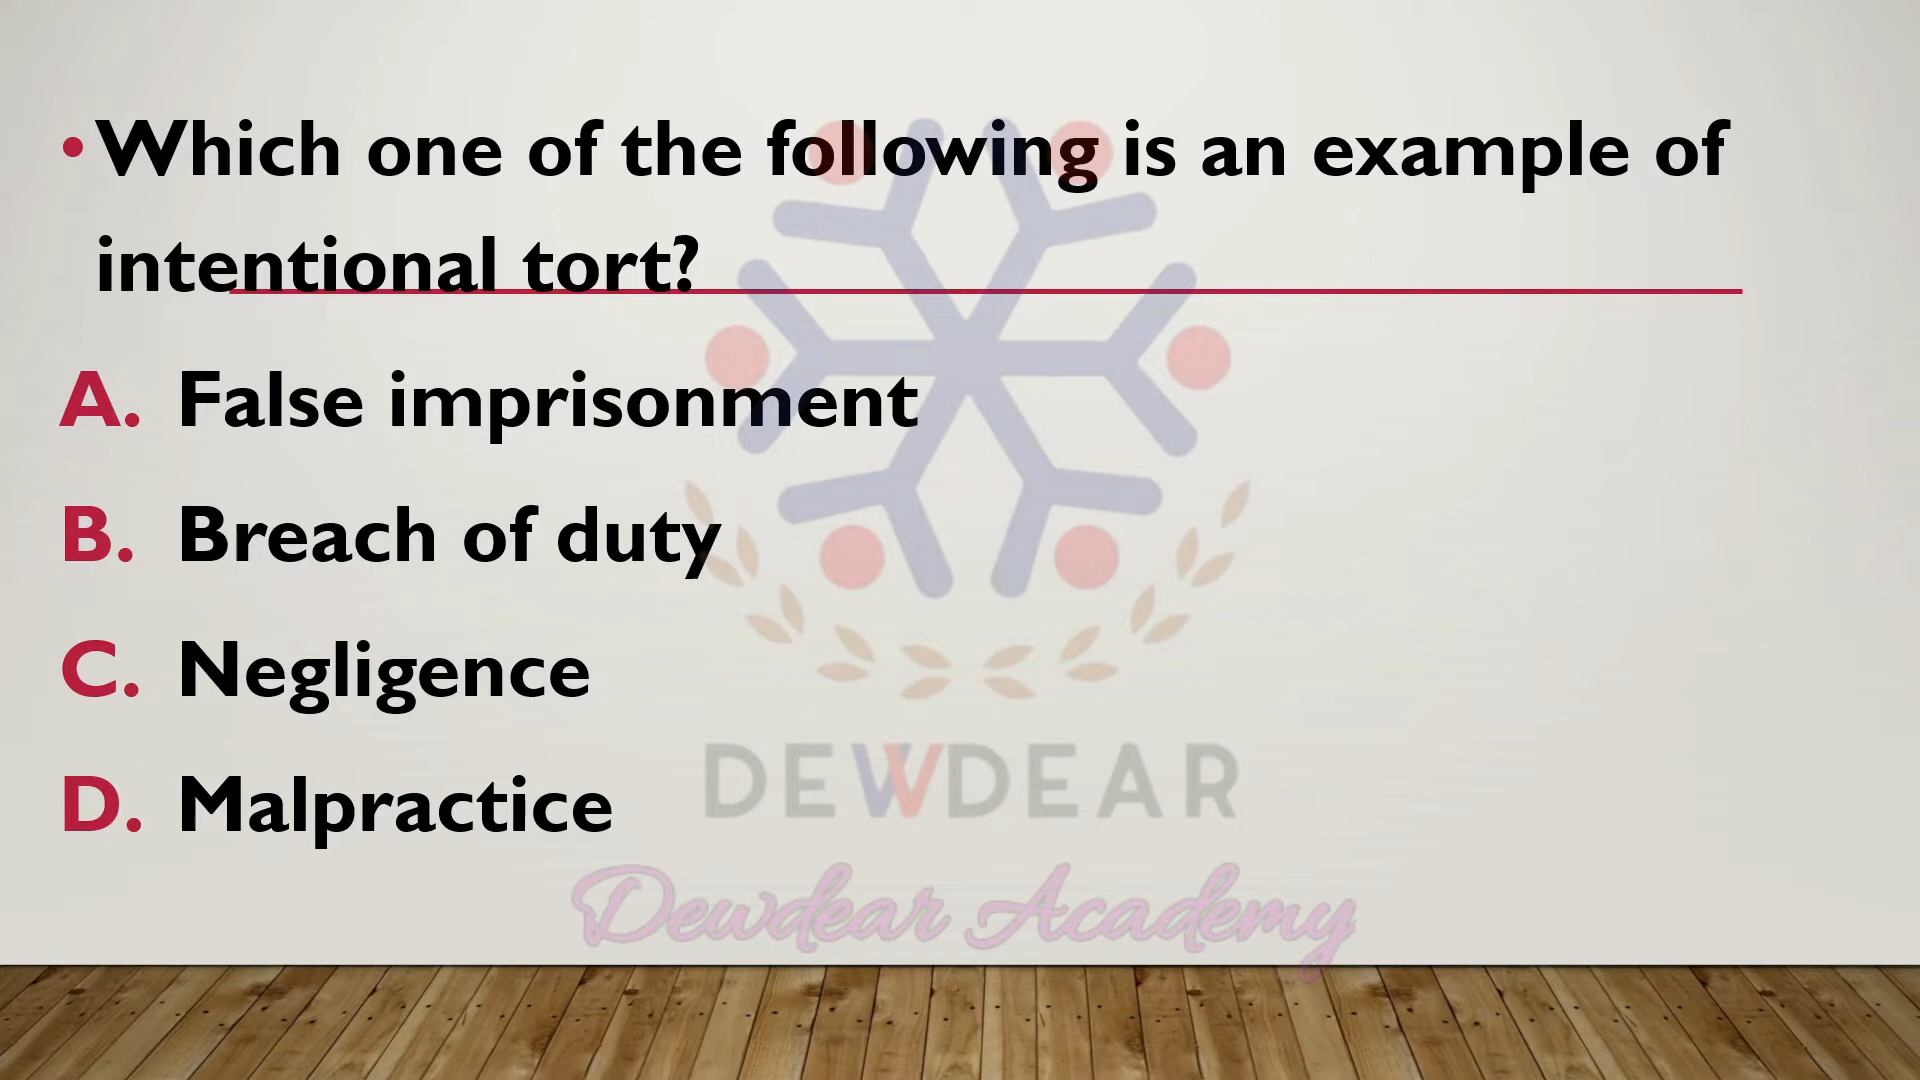 • Which one of the following is an example of
intentional tort?
A. False imprisonment
B. Breach of duty
C. Negligence
D. Malpractice
DEWDEAR
Dewdear Academy